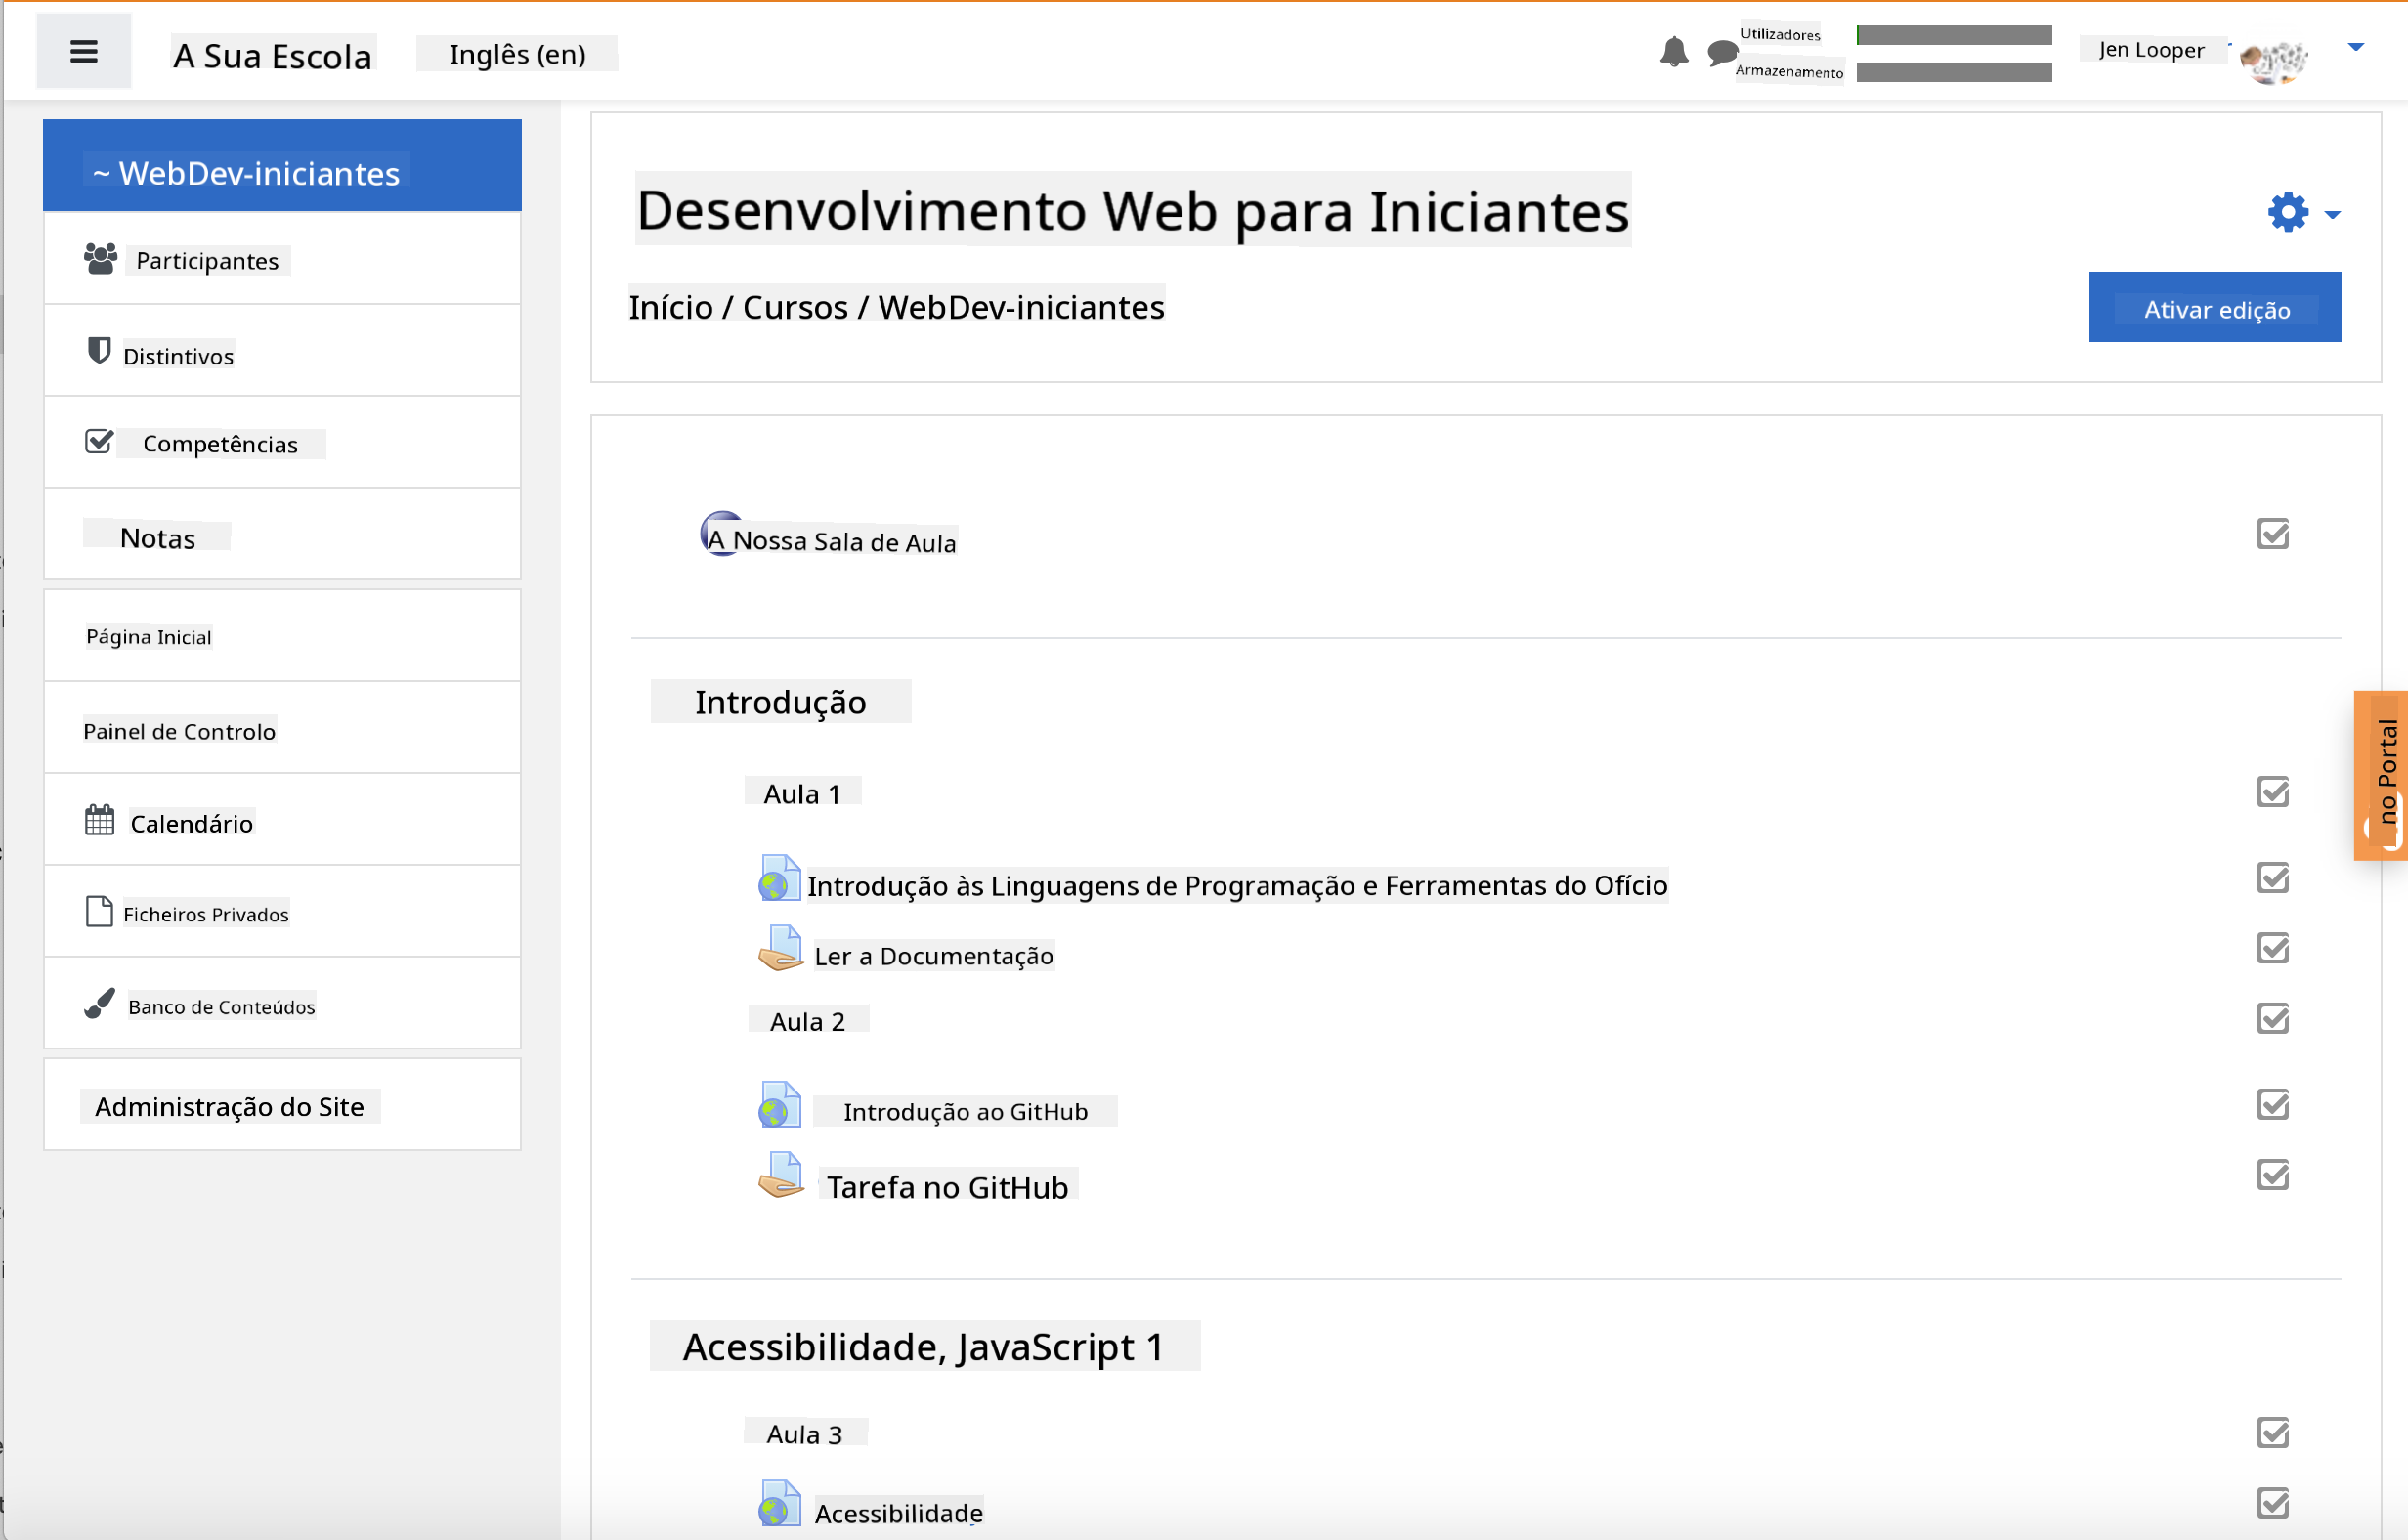 A Sua Escola
Inglês (en)
Utilizadores
Armazenamento
Jen Looper
~ WebDev-iniciantes
Participantes
Distintivos
Competências
Notas
Página Inicial
Painel de Controlo
Calendário
Ficheiros Privados
Banco de Conteúdos
Administração do Site
Desenvolvimento Web para Iniciantes
Início / Cursos / WebDev-iniciantes
Ativar edição
A Nossa Sala de Aula
Introdução
Aula 1
Introdução às Linguagens de Programação e Ferramentas do Ofício
Ler a Documentação
Aula 2
Introdução ao GitHub
Tarefa no GitHub
Acessibilidade, JavaScript 1
Aula 3
Acessibilidade
no Portal